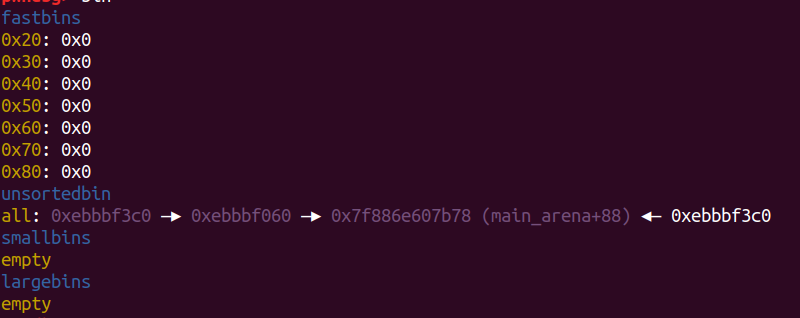 fastbins
0x20: 0x0
0x30: 0x0
0x40: 0x0
0x50: 0x0
0x60: 0x0
0x70: 0x0
0x80: 0x0
unsortedbin
all: 0xebbbf3c0 —▸ 0xebbbf060 —▸ 0x7f886e607b78 (main_arena+88) ◂— 0xebbbf3c0
smallbins
empty
largebins
empty